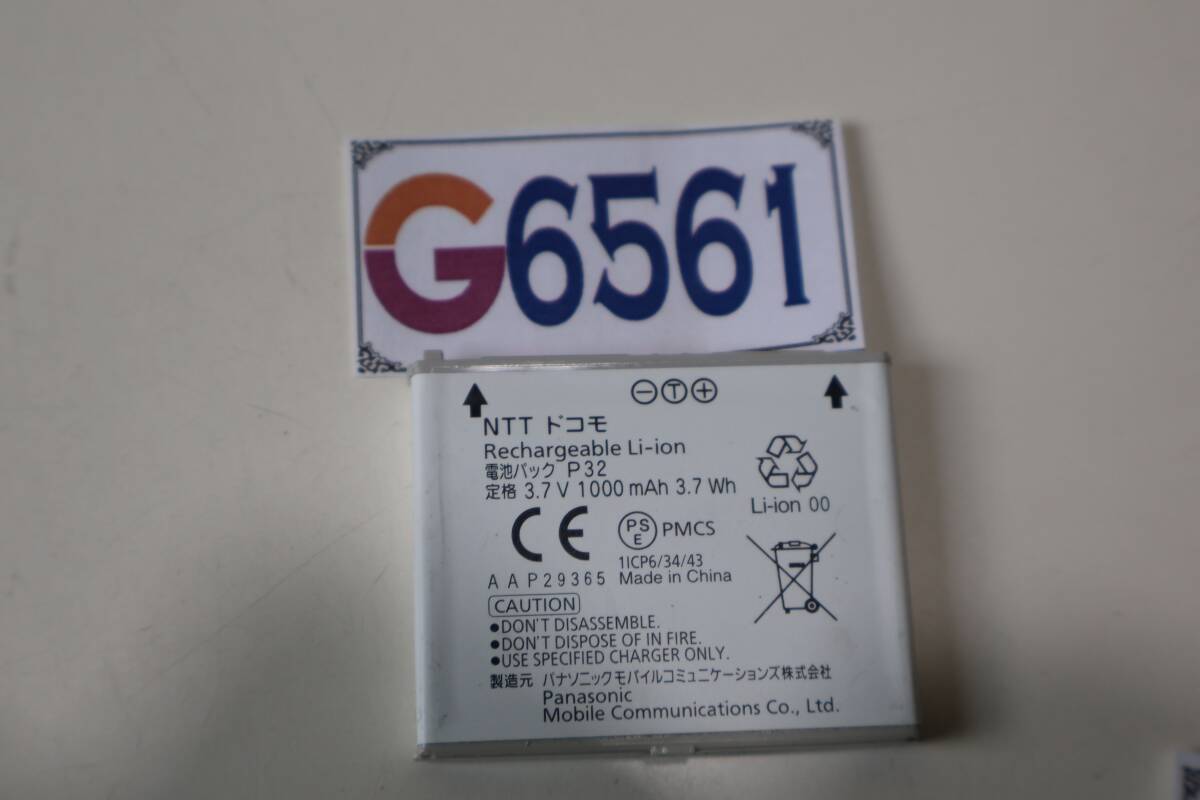 G6561
⊖Ⓣ⊕
NTT ドコモ
Rechargeable Li-ion
電池パック P32
定格 3.7 V 1000 mAh 3.7 Wh
Li-ion 00
CE PSE PMCS
1ICP6/34/43
AAP29365 Made in China
CAUTION
●DON'T DISASSEMBLE.
●DON'T DISPOSE OF IN FIRE.
●USE SPECIFIED CHARGER ONLY.
製造元 パナソニックモバイルコミュニケーションズ株式会社
Panasonic
Mobile Communications Co., Ltd.